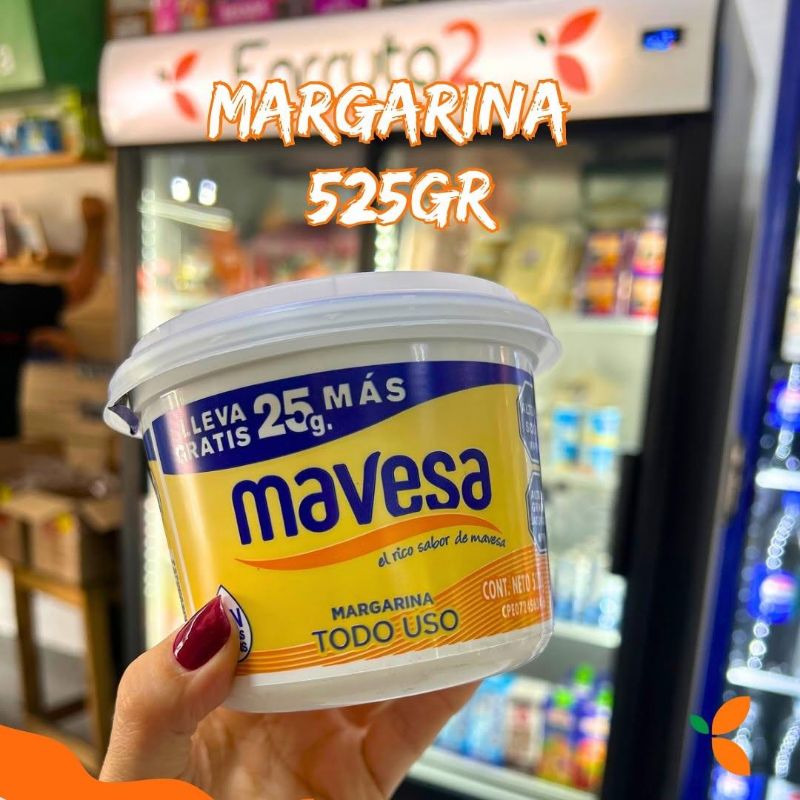 Forruto2
MARGARINA
525GR
LLEVA 25g. MÁS
GRATIS
mavesa
el rico sabor de mavesa
MARGARINA
TODO USO
CONT. NETO